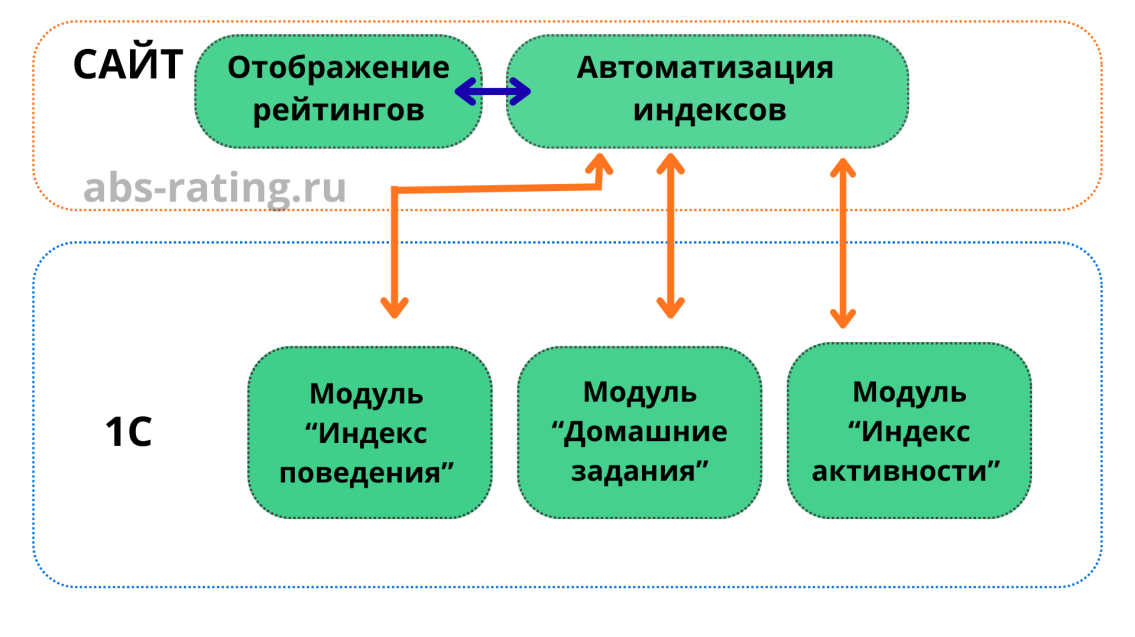 САЙТ
Отображение
рейтингов
Автоматизация
индексов
abs-rating.ru
1С
Модуль
“Индекс
поведения”
Модуль
“Домашние
задания”
Модуль
“Индекс
активности”